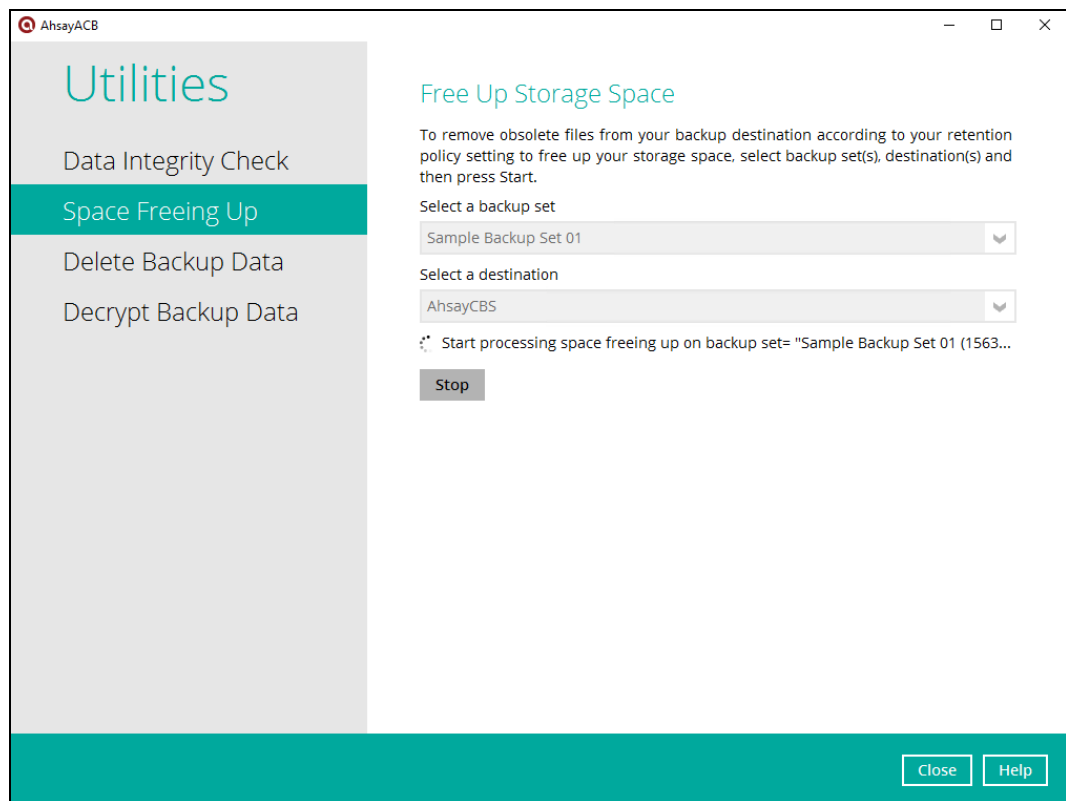 AhsayACB
Utilities
Data Integrity Check
Space Freeing Up
Delete Backup Data
Decrypt Backup Data
Free Up Storage Space
To remove obsolete files from your backup destination according to your retention
policy setting to free up your storage space, select backup set(s), destination(s) and
then press Start.
Select a backup set
Sample Backup Set 01
Select a destination
AhsayCBS
Start processing space freeing up on backup set= "Sample Backup Set 01 (1563...
Stop
Close
Help